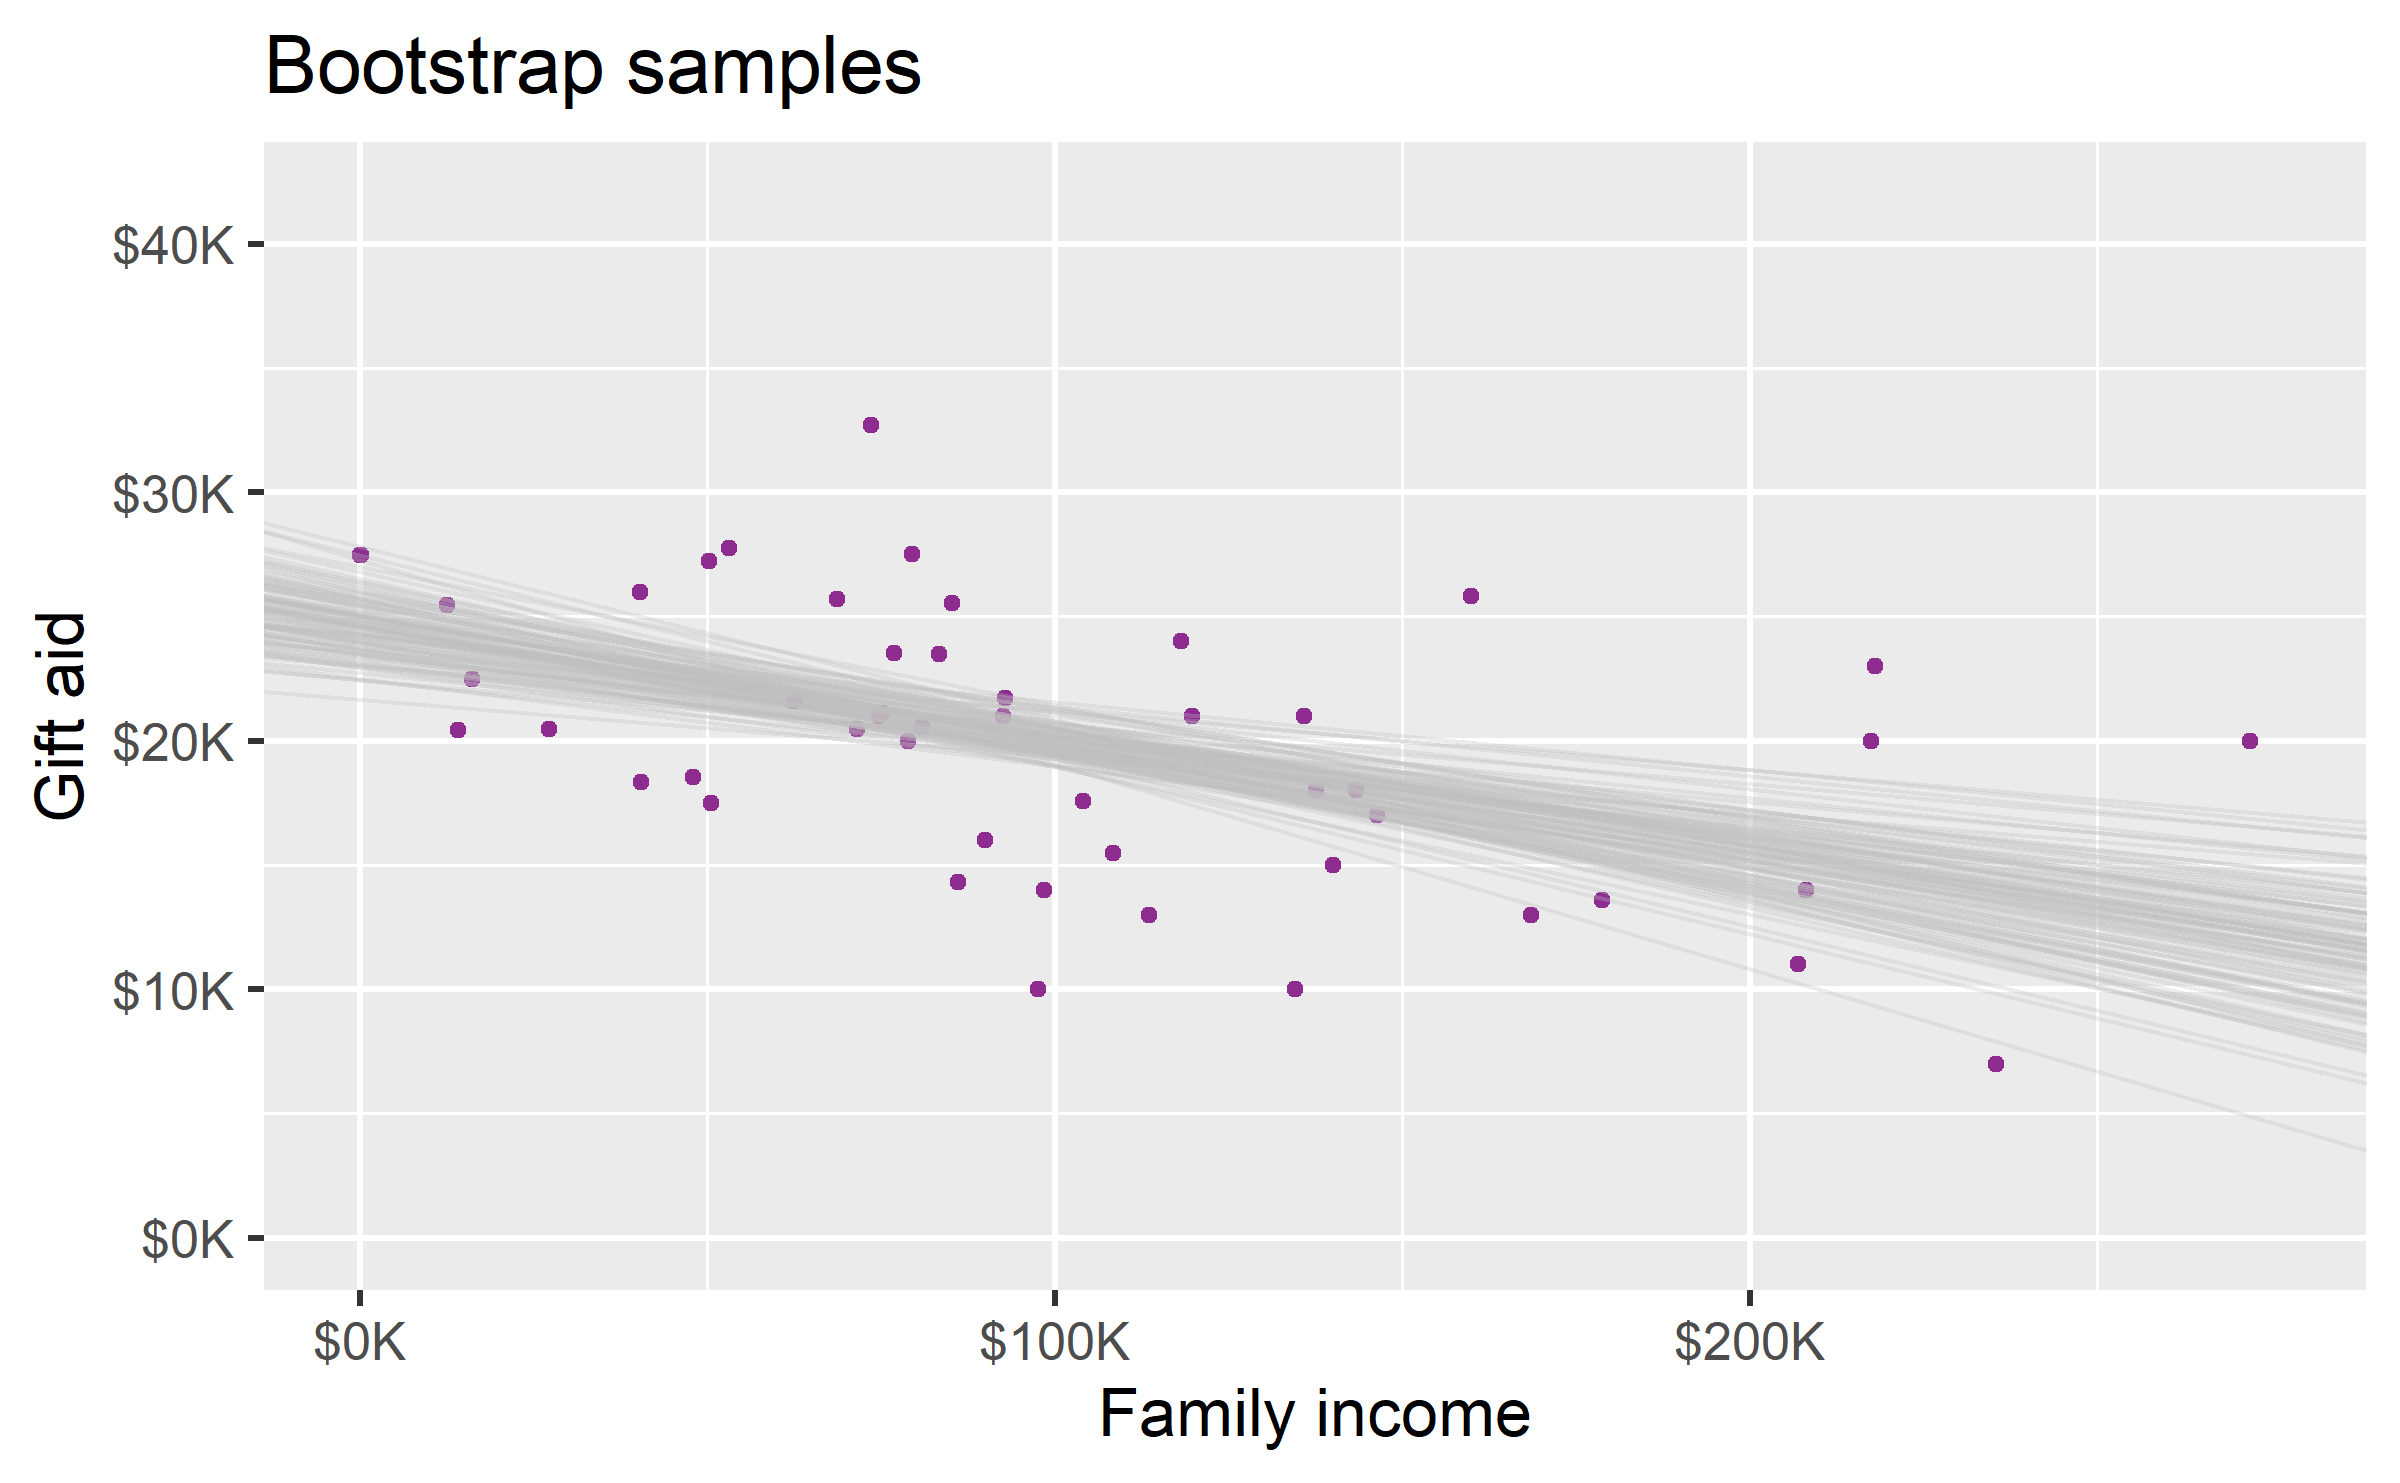 Bootstrap samples
$40K
$30K
$20K
$10K
$0K
Gift aid
$0K
$100K
$200K
Family income